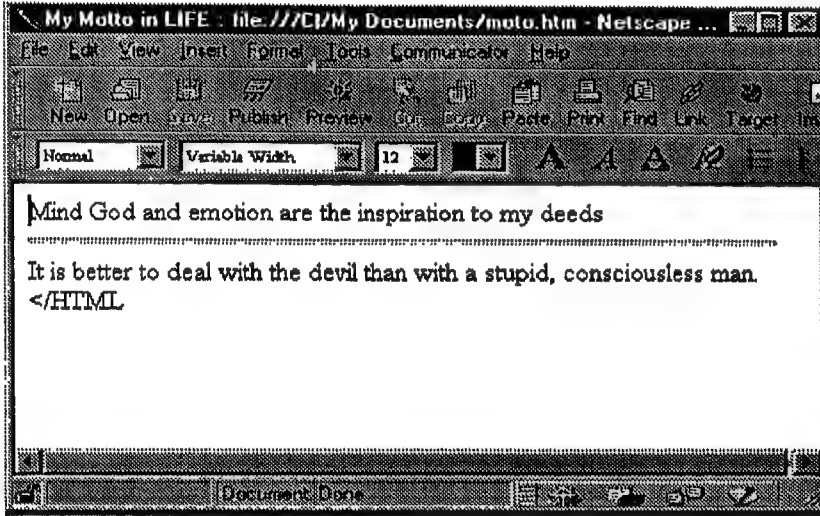 My Motto in LIFE : file:///C|/My Documents/moto.htm - Netscape ...
File Edit View Insert Format Tools Communicator Help
New Open Save Publish Preview Cut Copy Paste Print Find Link Target Im
Normal Variable Width 12 A A A
Mind God and emotion are the inspiration to my deeds
It is better to deal with the devil than with a stupid, consciousless man.
</HTML
Document: Done